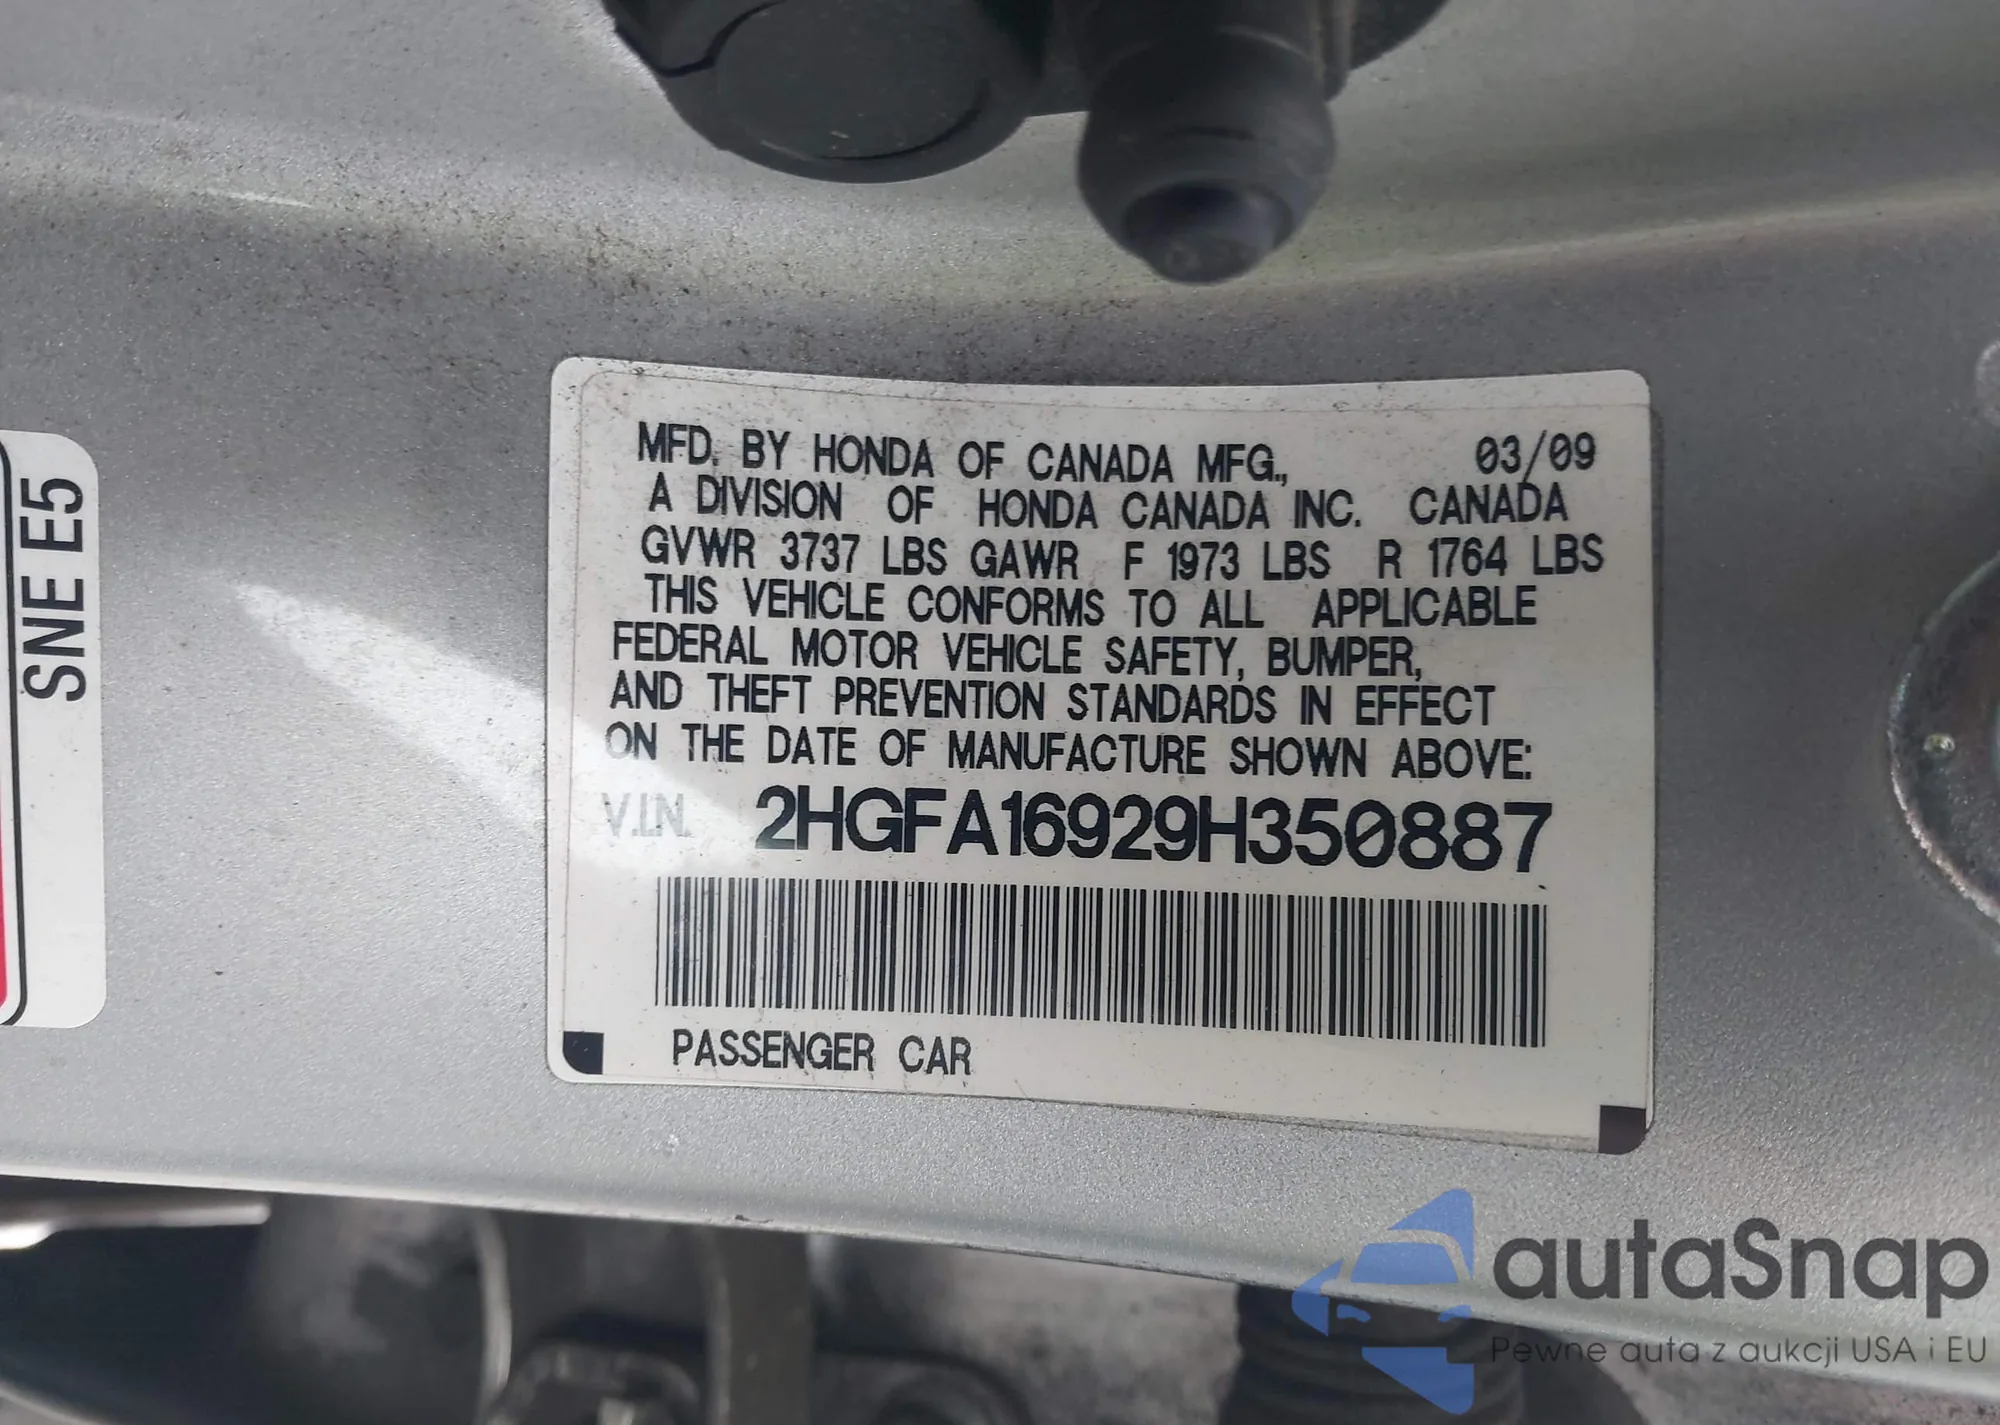 MFD. BY HONDA OF CANADA MFG., 03/09
A DIVISION OF HONDA CANADA INC. CANADA
GVWR 3737 LBS GAWR F 1973 LBS R 1764 LBS
THIS VEHICLE CONFORMS TO ALL APPLICABLE
FEDERAL MOTOR VEHICLE SAFETY, BUMPER,
AND THEFT PREVENTION STANDARDS IN EFFECT
ON THE DATE OF MANUFACTURE SHOWN ABOVE:
V.I.N. 2HGFA16929H350887
PASSENGER CAR
SNE E5
autaSnap
Pewne auta z aukcji USA i EU